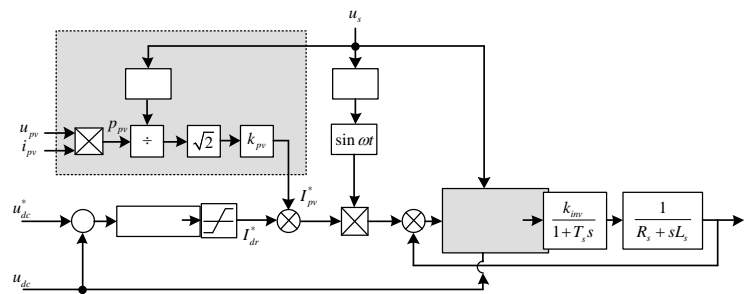 u_s
u_pv
i_pv
p_pv
÷
√2
k_pv
sin ωt
I*_pv
u*_dc
I*_dr
k_inv
1+T_s s
1
R_s + sL_s
u_dc